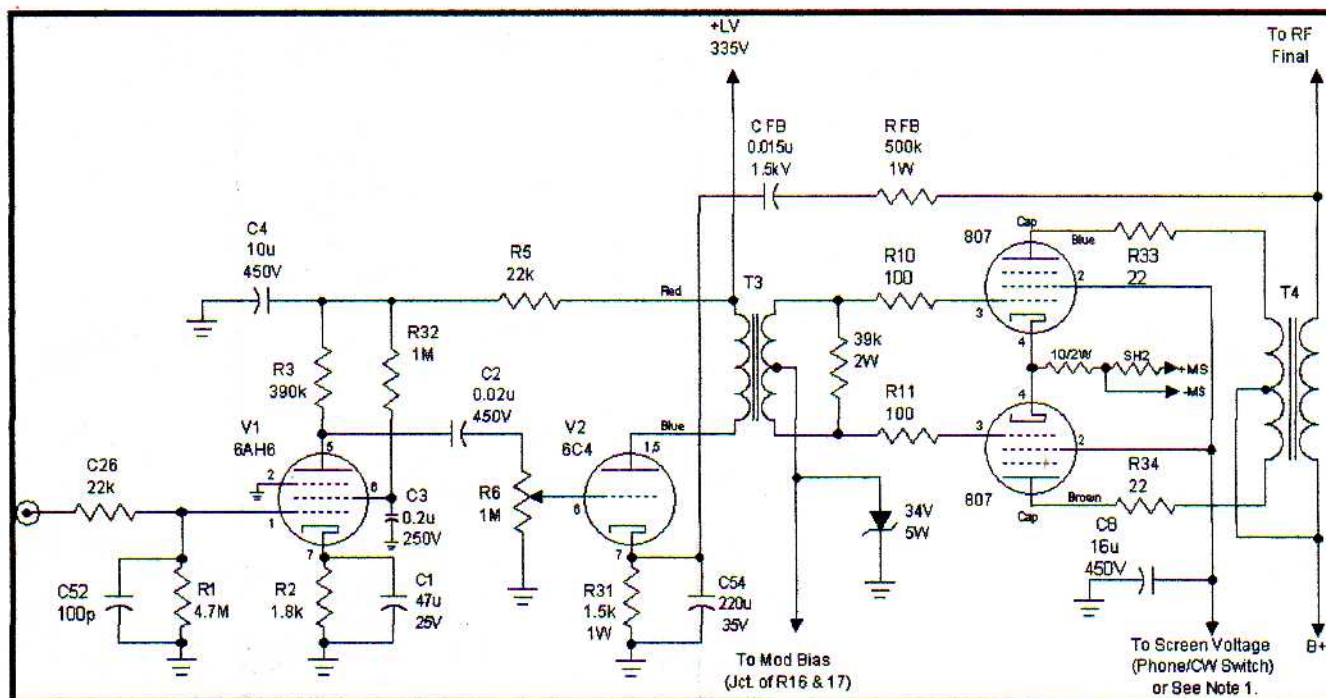 +LV
335V
To RF
Final
C FB
0.015u
1.5kV
R FB
500k
1W
C4
10u
450V
R5
22k
Red
T3
R10
100
807
Cap
Blue
R33
22
2
3
4
T4
R32
1M
R3
390k
C2
0.02u
450V
39k
2W
10/2W
SH2
+MS
-MS
V1
6AH6
V2
6C4
Blue
1,5
R11
100
4
3
2
C26
22k
5
2
6
1
7
C3
0.2u
250V
R6
1M
6
7
807
Cap
Brown
R34
22
34V
5W
C8
16u
450V
C52
100p
R1
4.7M
R2
1.8k
C1
47u
25V
R31
1.5k
1W
C54
220u
35V
To Mod Bias
(Jct. of R16 & 17)
To Screen Voltage
(Phone/CW Switch)
or See Note 1.
B+